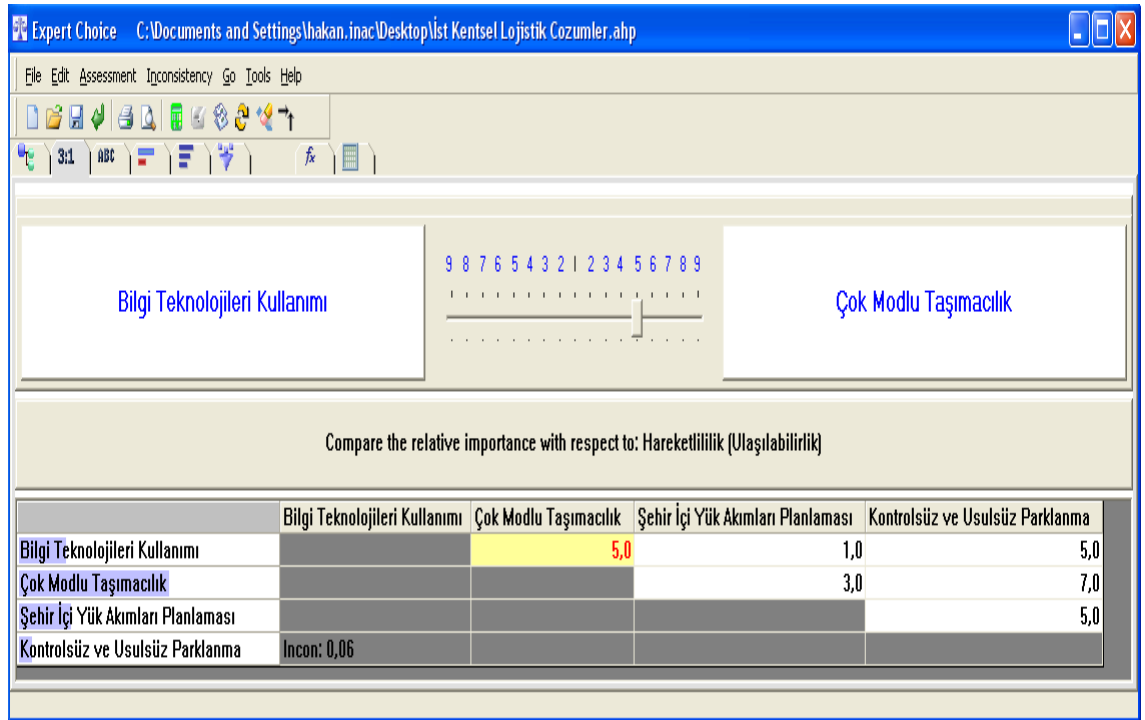 Expert Choice C:\Documents and Settings\hakan.inac\Desktop\İst Kentsel Lojistik Cozumler.ahp
File Edit Assessment Inconsistency Go Tools Help
3:1 ABC fx
9 8 7 6 5 4 3 2 1 2 3 4 5 6 7 8 9
Bilgi Teknolojileri Kullanımı Çok Modlu Taşımacılık
Compare the relative importance with respect to: Hareketlililik (Ulaşılabilirlik)
Bilgi Teknolojileri Kullanımı Çok Modlu Taşımacılık Şehir İçi Yük Akımları Planlaması Kontrolsüz ve Usulsüz Parklanma
Bilgi Teknolojileri Kullanımı 5,0 1,0 5,0
Çok Modlu Taşımacılık 3,0 7,0
Şehir İçi Yük Akımları Planlaması 5,0
Kontrolsüz ve Usulsüz Parklanma Incon: 0,06